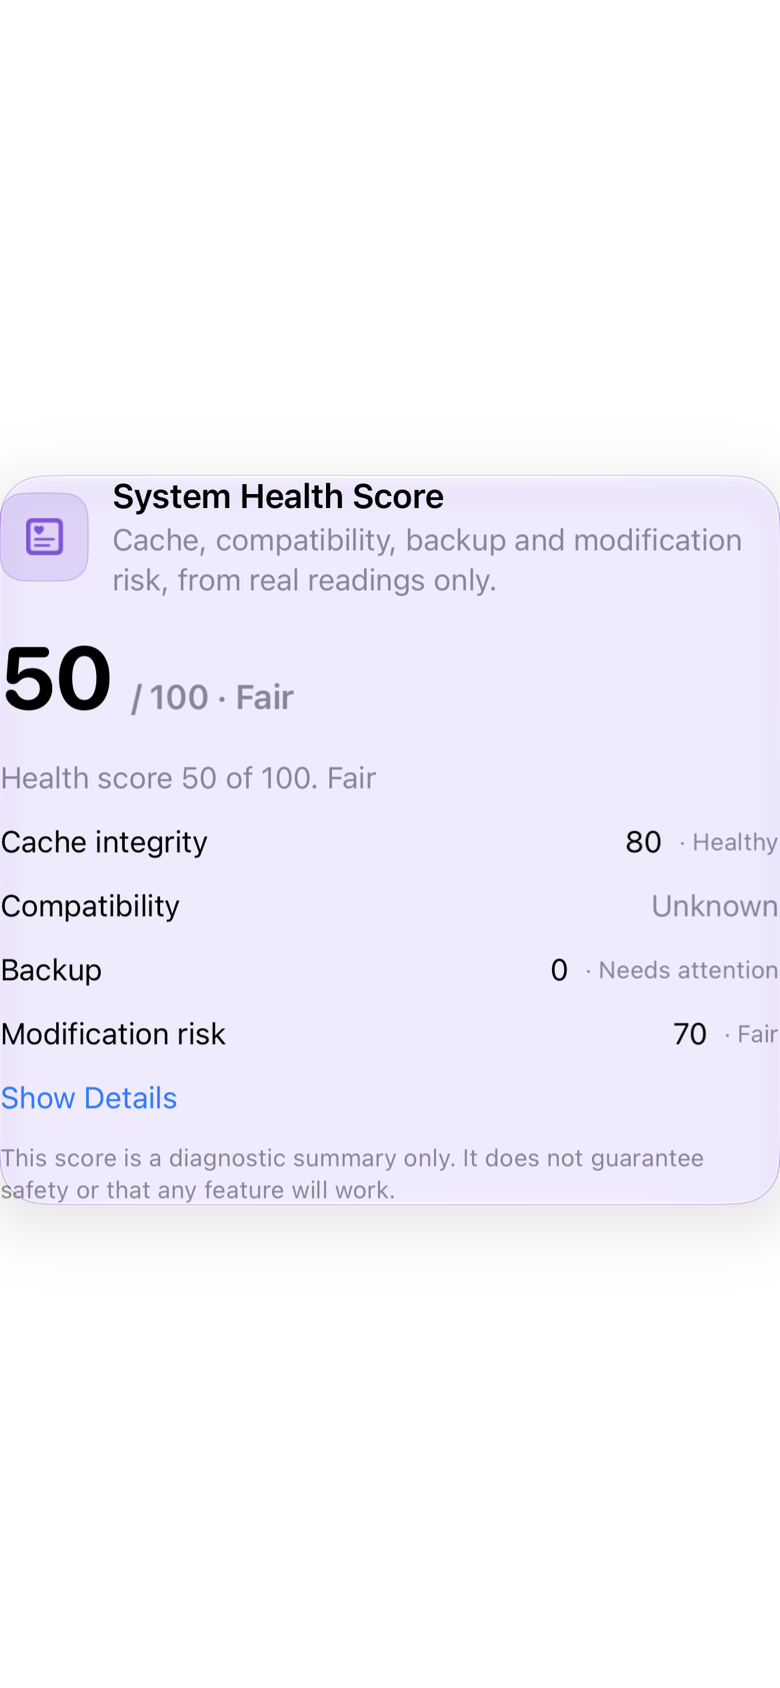 System Health Score
Cache, compatibility, backup and modification
risk, from real readings only.
50 / 100 · Fair
Health score 50 of 100. Fair
Cache integrity 80 · Healthy
Compatibility Unknown
Backup 0 · Needs attention
Modification risk 70 · Fair
Show Details
This score is a diagnostic summary only. It does not guarantee
safety or that any feature will work.